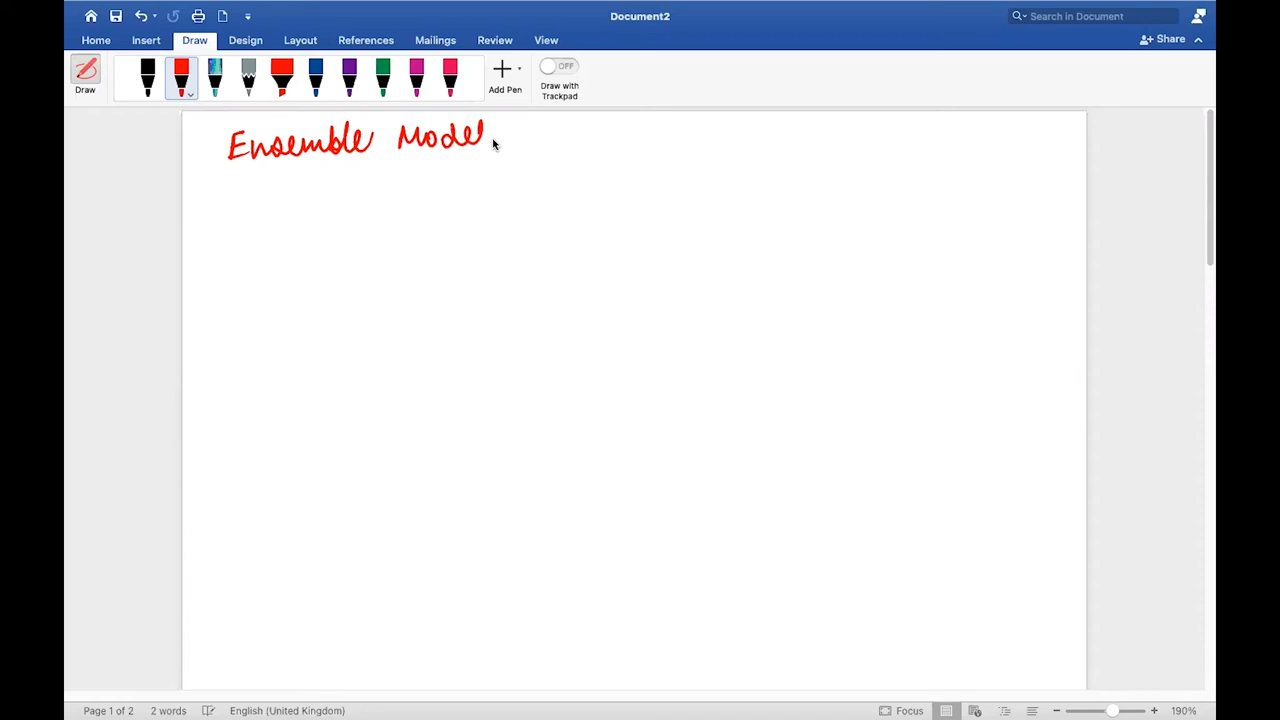 Document2
Search in Document
Home Insert Draw Design Layout References Mailings Review View
Share
OFF
Draw
Add Pen
Draw with
Trackpad
Ensemble Model
Page 1 of 2 2 words English (United Kingdom) Focus 190%